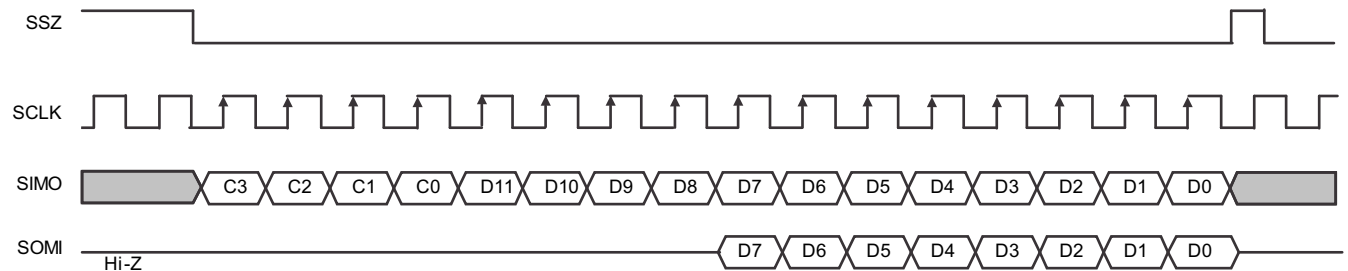 SSZ
SCLK
SIMO C3 C2 C1 C0 D11 D10 D9 D8 D7 D6 D5 D4 D3 D2 D1 D0
SOMI D7 D6 D5 D4 D3 D2 D1 D0
Hi-Z